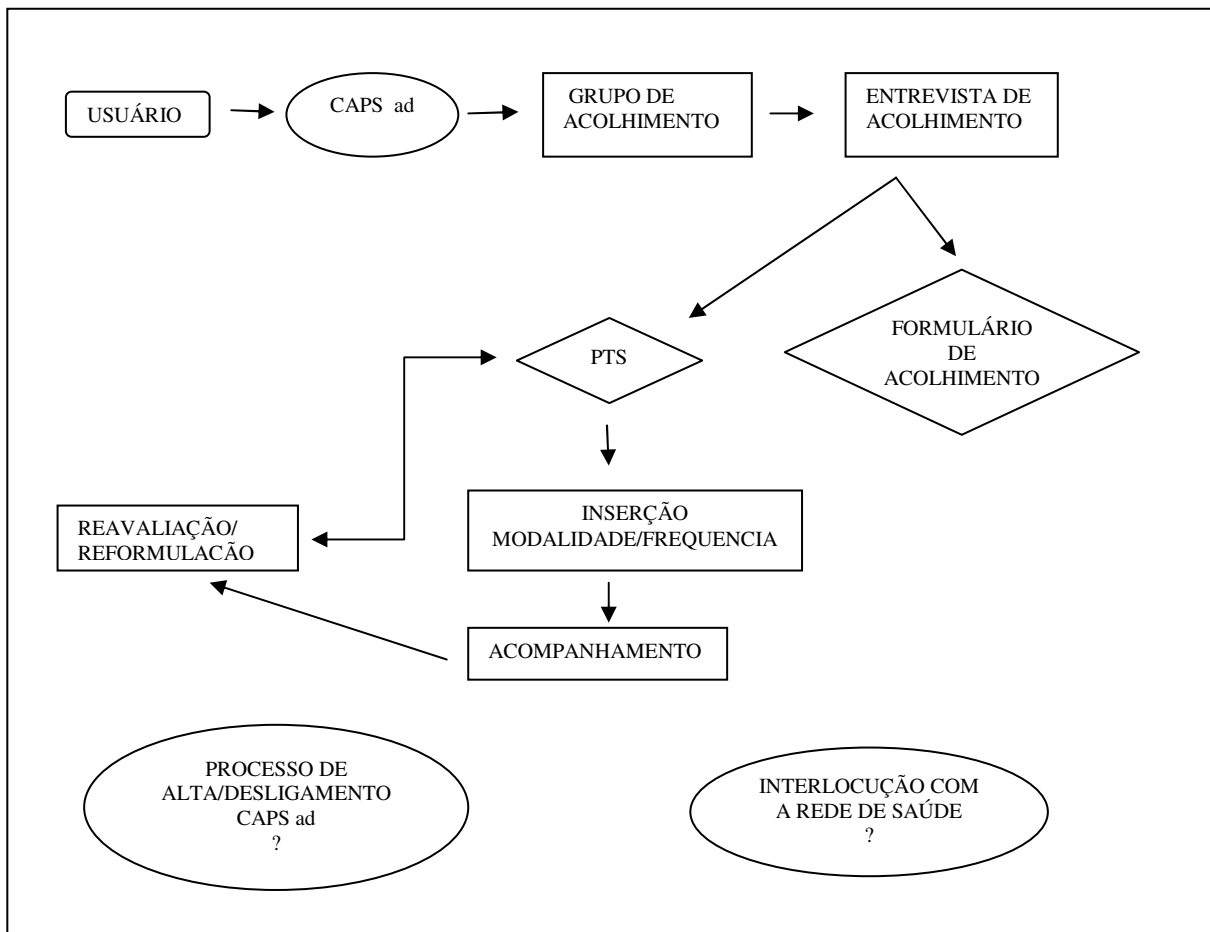 USUÁRIO
CAPS ad
GRUPO DE
ACOLHIMENTO
ENTREVISTA DE
ACOLHIMENTO
PTS
FORMULÁRIO
DE
ACOLHIMENTO
REAVALIAÇÃO/
REFORMULACÃO
INSERÇÃO
MODALIDADE/FREQUENCIA
ACOMPANHAMENTO
PROCESSO DE
ALTA/DESLIGAMENTO
CAPS ad
?
INTERLOCUÇÃO COM
A REDE DE SAÚDE
?